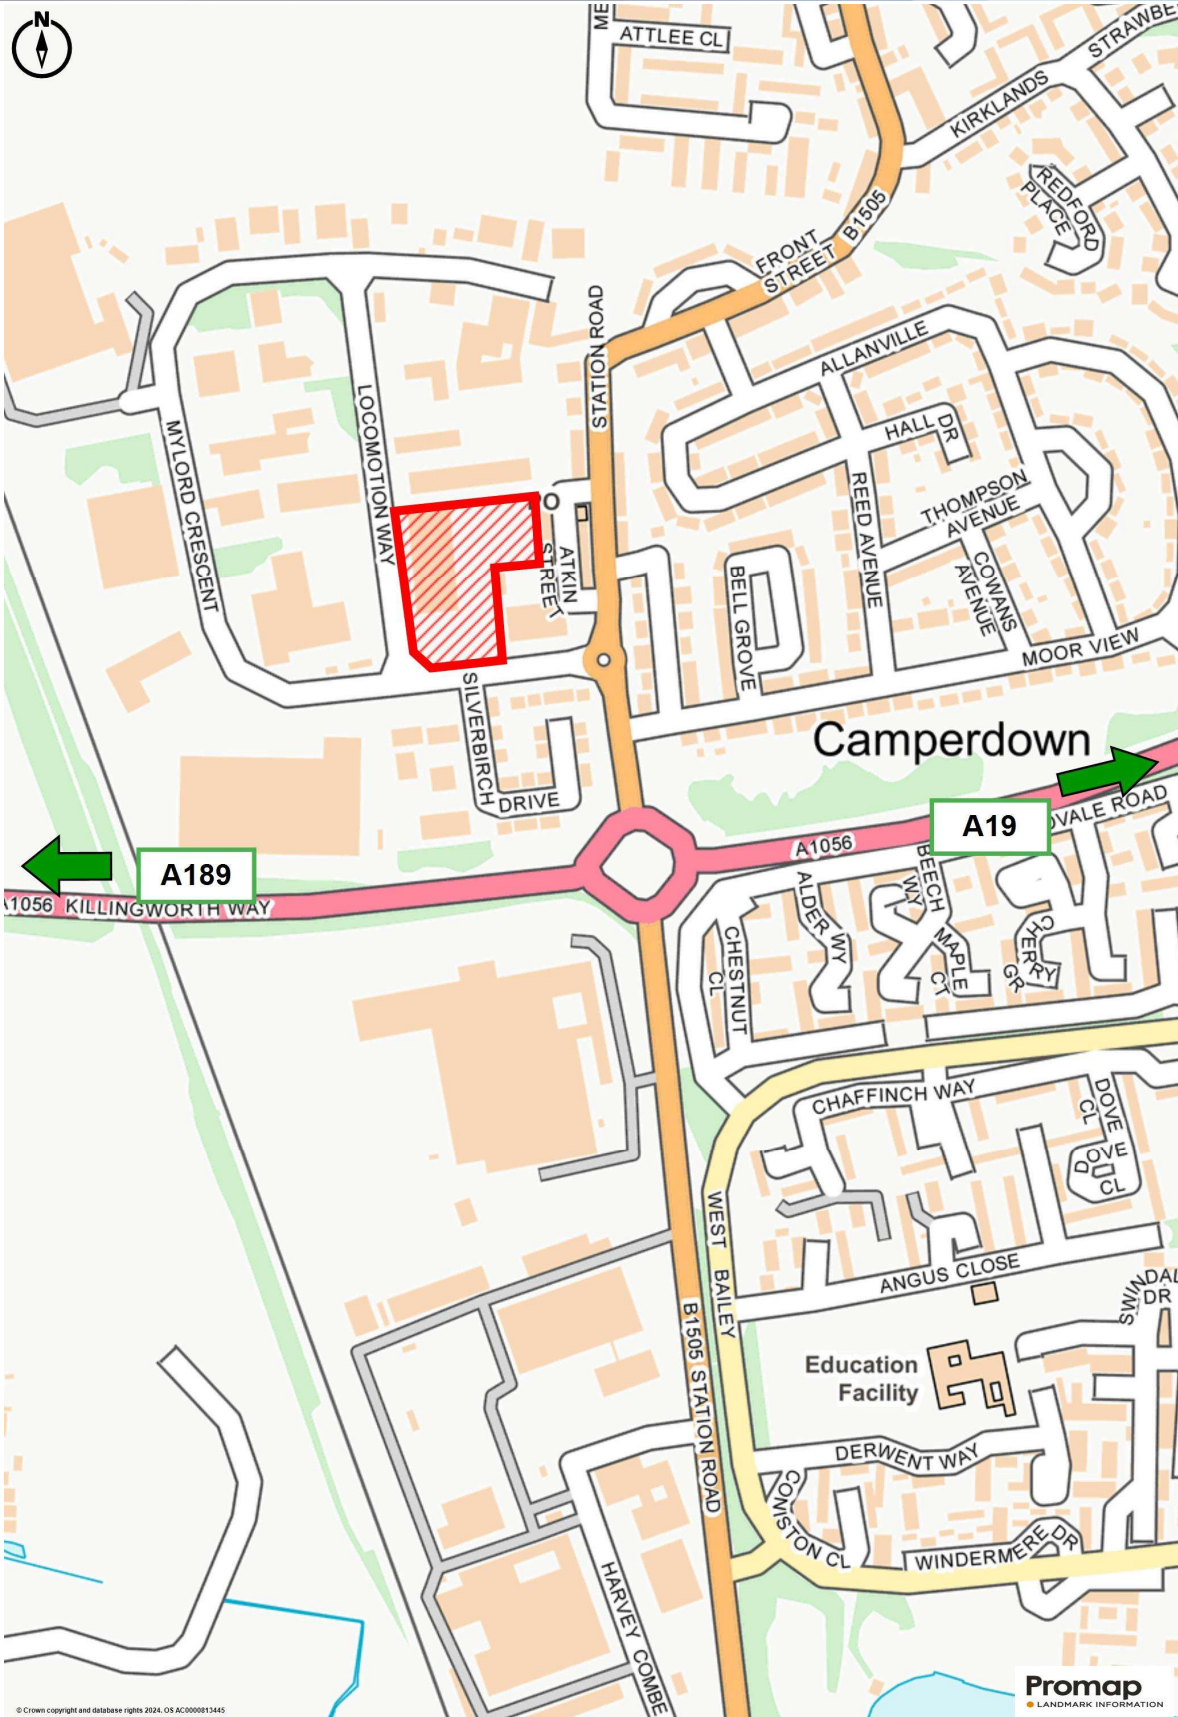 N
ATTLEE CL
STRAWBE
KIRKLANDS
REDFORD
PLACE
B1505
FRONT
STREET
STATION ROAD
ALLANVILLE
LOCOMOTION WAY
MYLORD CRESCENT
HALL DR
REED AVENUE
THOMPSON
AVENUE
COWANS
AVENUE
ATKIN
STREET
BELL GROVE
MOOR VIEW
SILVERBIRCH
DRIVE
Camperdown
A19
OVALE ROAD
A1056
A189
A1056 KILLINGWORTH WAY
BEECH
WY
ALDER WY
MAPLE
CT
CHERRY
GR
CHESTNUT
CL
CHAFFINCH WAY
DOVE
CL
DOVE
CL
WEST BAILEY
ANGUS CLOSE
SWINDAL
DR
B1505 STATION ROAD
Education
Facility
DERWENT WAY
CONISTON CL
WINDERMERE DR
HARVEY COMBE
Promap
LANDMARK INFORMATION
© Crown copyright and database rights 2024. OS AC0000813445